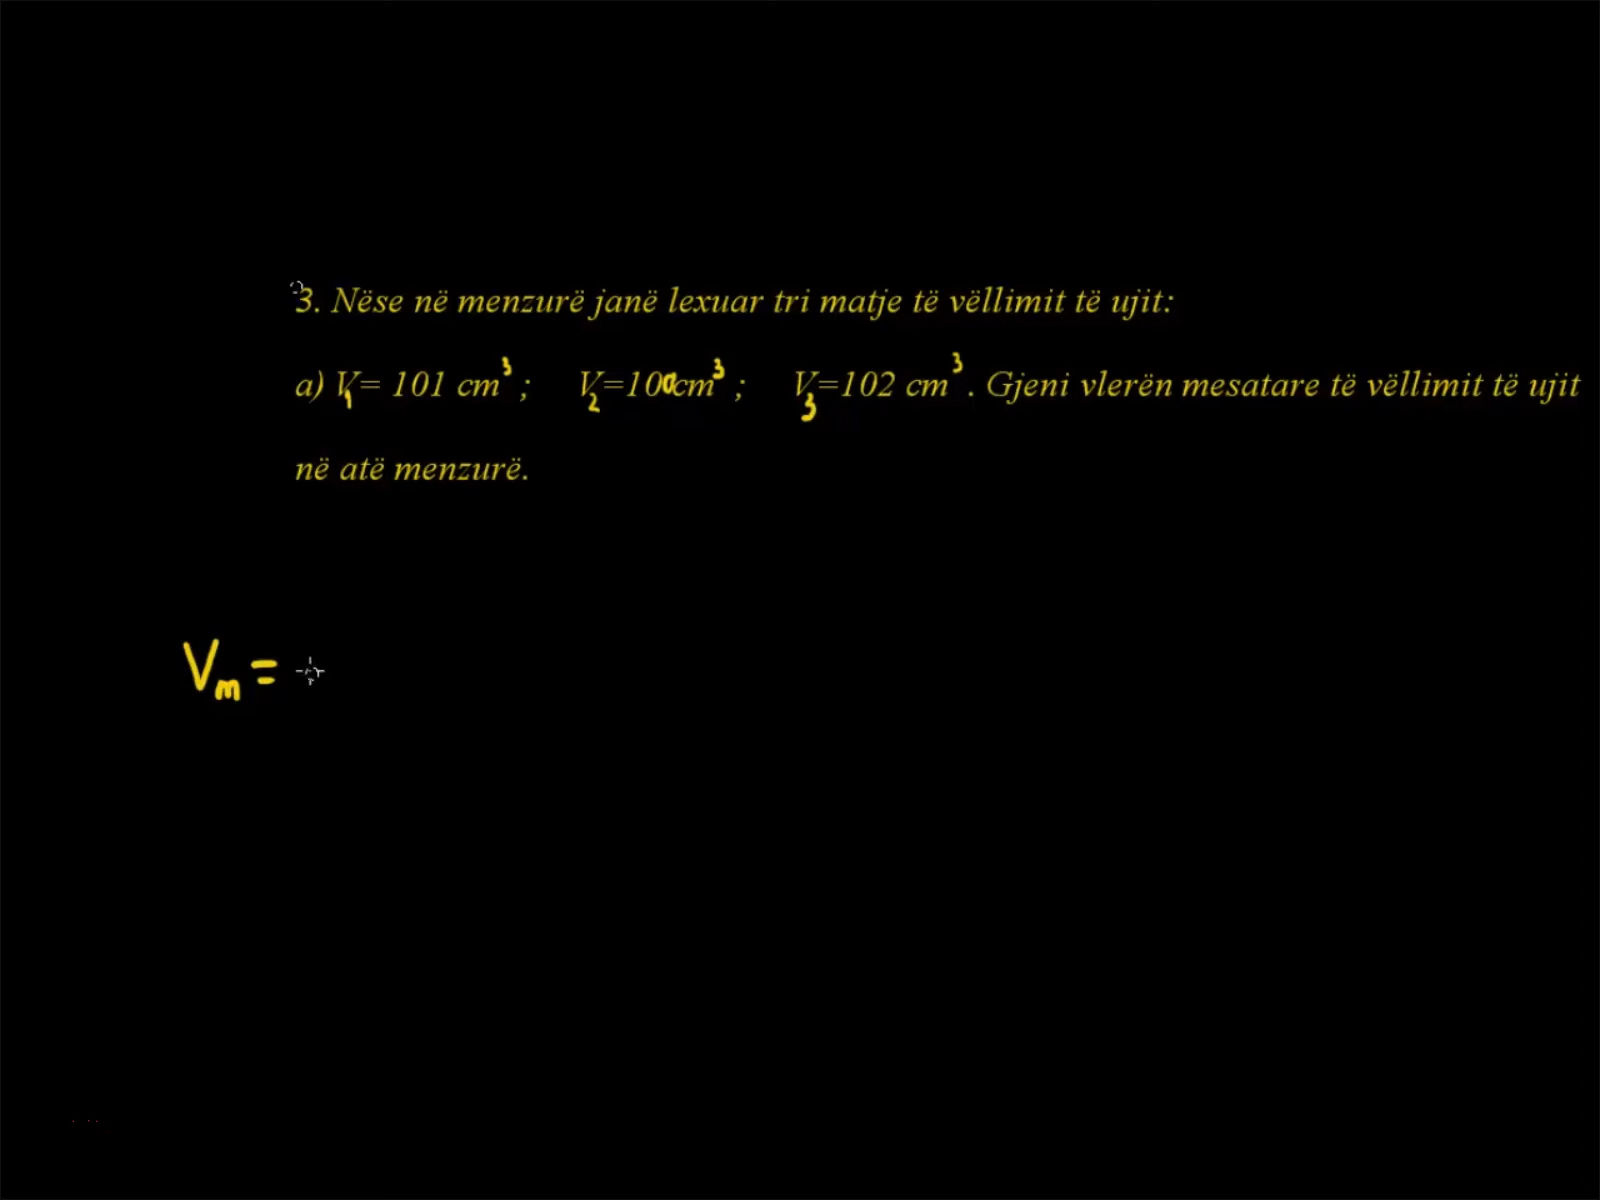 3. Nëse në menzurë janë lexuar tri matje të vëllimit të ujit:
a) V₁= 101 cm³ ; V₂=100cm³ ; V₃=102 cm³ . Gjeni vlerën mesatare të vëllimit të ujit
në atë menzurë.
Vₘ =